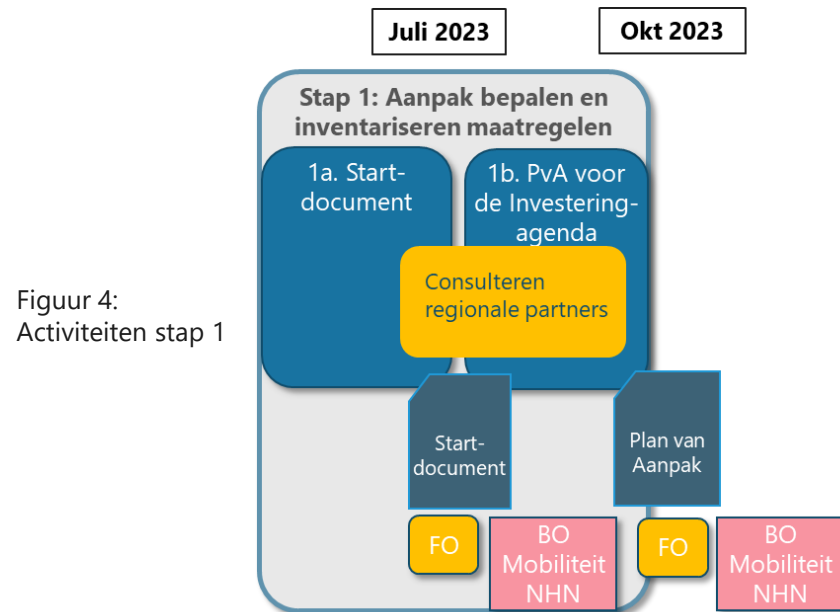 Juli 2023
Okt 2023
Stap 1: Aanpak bepalen en
inventariseren maatregelen
1a. Start-
document
1b. PvA voor
de Investering-
agenda
Consulteren
regionale partners
Figuur 4:
Activiteiten stap 1
Start-
document
Plan van
Aanpak
FO
BO
Mobiliteit
NHN
FO
BO
Mobiliteit
NHN